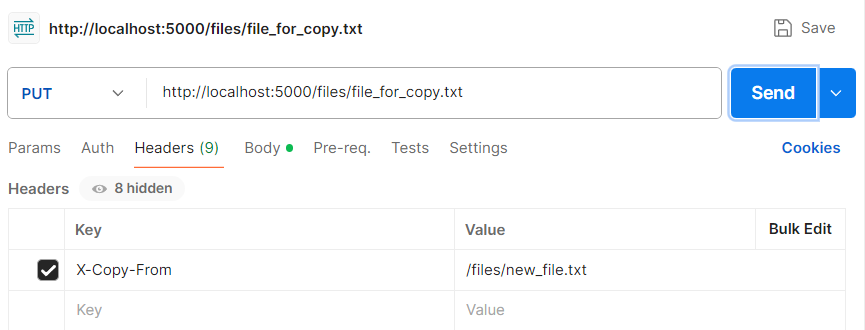 HTTP http://localhost:5000/files/file_for_copy.txt Save
PUT http://localhost:5000/files/file_for_copy.txt Send
Params Auth Headers (9) Body Pre-req. Tests Settings Cookies
Headers 8 hidden
Key Value Bulk Edit
X-Copy-From /files/new_file.txt
Key Value